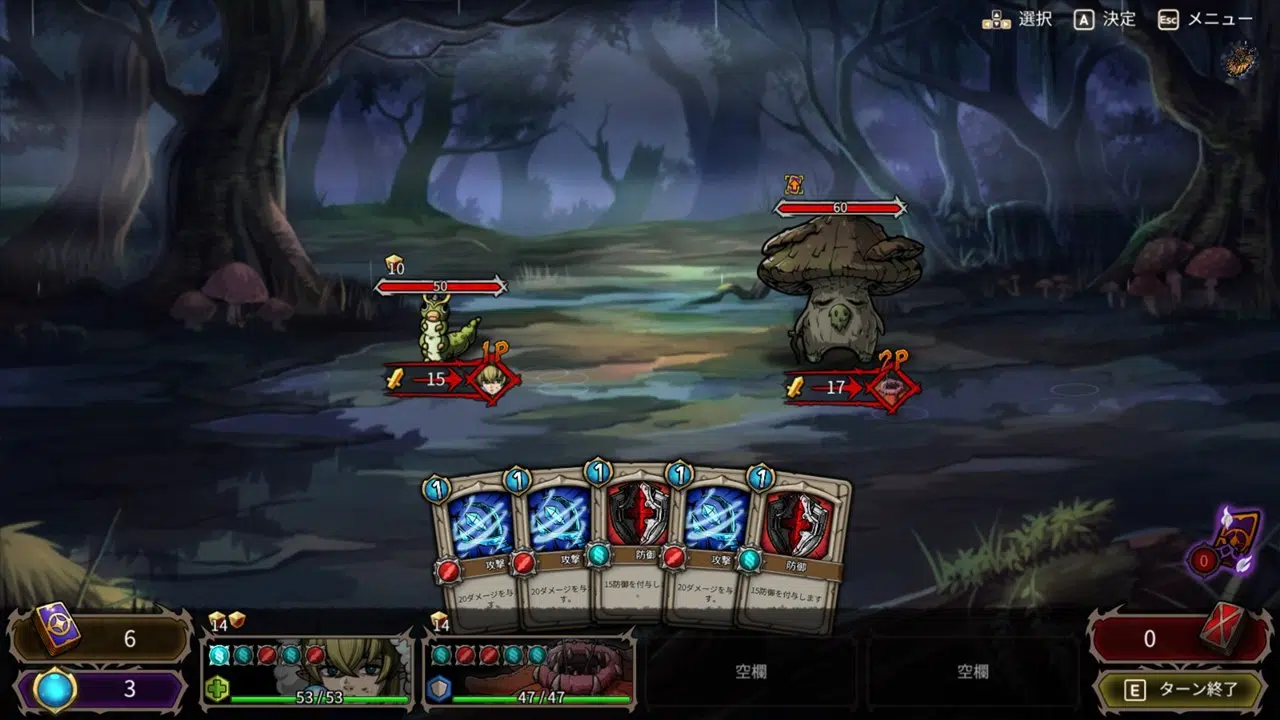 選択 A 決定 Esc メニュー
60
10
50
1P
15
2P
17
1 1 1 1 1
攻撃 攻撃 防御 攻撃 防御
20ダメージを与えます。
20ダメージを与えます。
15防御を付与し
。
20ダメージを与えます。
15防御を付与します
0
6
14
14
0
3
53/53
47/47
空欄
空欄
E ターン終了